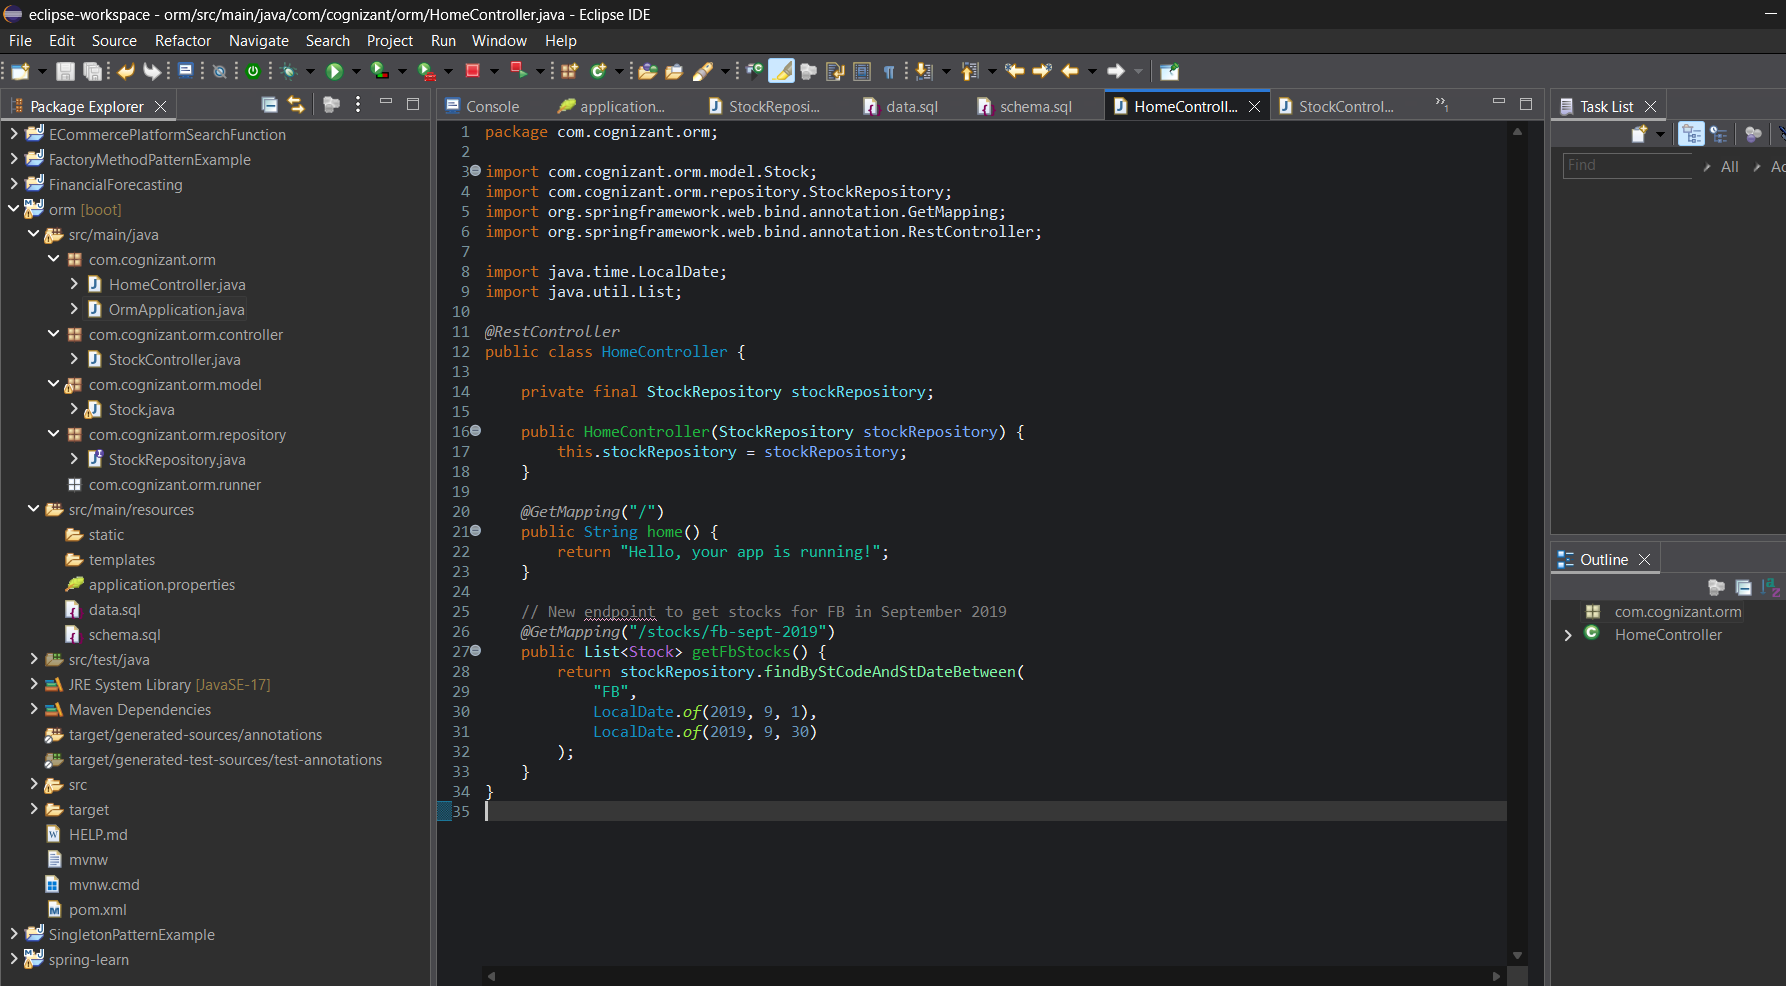 eclipse-workspace - orm/src/main/java/com/cognizant/orm/HomeController.java - Eclipse IDE
File Edit Source Refactor Navigate Search Project Run Window Help
Package Explorer
ECommercePlatformSearchFunction
FactoryMethodPatternExample
FinancialForecasting
orm [boot]
src/main/java
com.cognizant.orm
HomeController.java
OrmApplication.java
com.cognizant.orm.controller
StockController.java
com.cognizant.orm.model
Stock.java
com.cognizant.orm.repository
StockRepository.java
com.cognizant.orm.runner
src/main/resources
static
templates
application.properties
data.sql
schema.sql
src/test/java
JRE System Library [JavaSE-17]
Maven Dependencies
target/generated-sources/annotations
target/generated-test-sources/test-annotations
src
target
HELP.md
mvnw
mvnw.cmd
pom.xml
SingletonPatternExample
spring-learn
Console application... StockReposi... data.sql schema.sql HomeControll... StockControl... »1
1 package com.cognizant.orm;
2
3 import com.cognizant.orm.model.Stock;
4 import com.cognizant.orm.repository.StockRepository;
5 import org.springframework.web.bind.annotation.GetMapping;
6 import org.springframework.web.bind.annotation.RestController;
7
8 import java.time.LocalDate;
9 import java.util.List;
10
11 @RestController
12 public class HomeController {
13
14 private final StockRepository stockRepository;
15
16 public HomeController(StockRepository stockRepository) {
17 this.stockRepository = stockRepository;
18 }
19
20 @GetMapping("/")
21 public String home() {
22 return "Hello, your app is running!";
23 }
24
25 // New endpoint to get stocks for FB in September 2019
26 @GetMapping("/stocks/fb-sept-2019")
27 public List<Stock> getFbStocks() {
28 return stockRepository.findByStCodeAndStDateBetween(
29 "FB",
30 LocalDate.of(2019, 9, 1),
31 LocalDate.of(2019, 9, 30)
32 );
33 }
34 }
35
Task List
Find All
Outline
com.cognizant.orm
HomeController